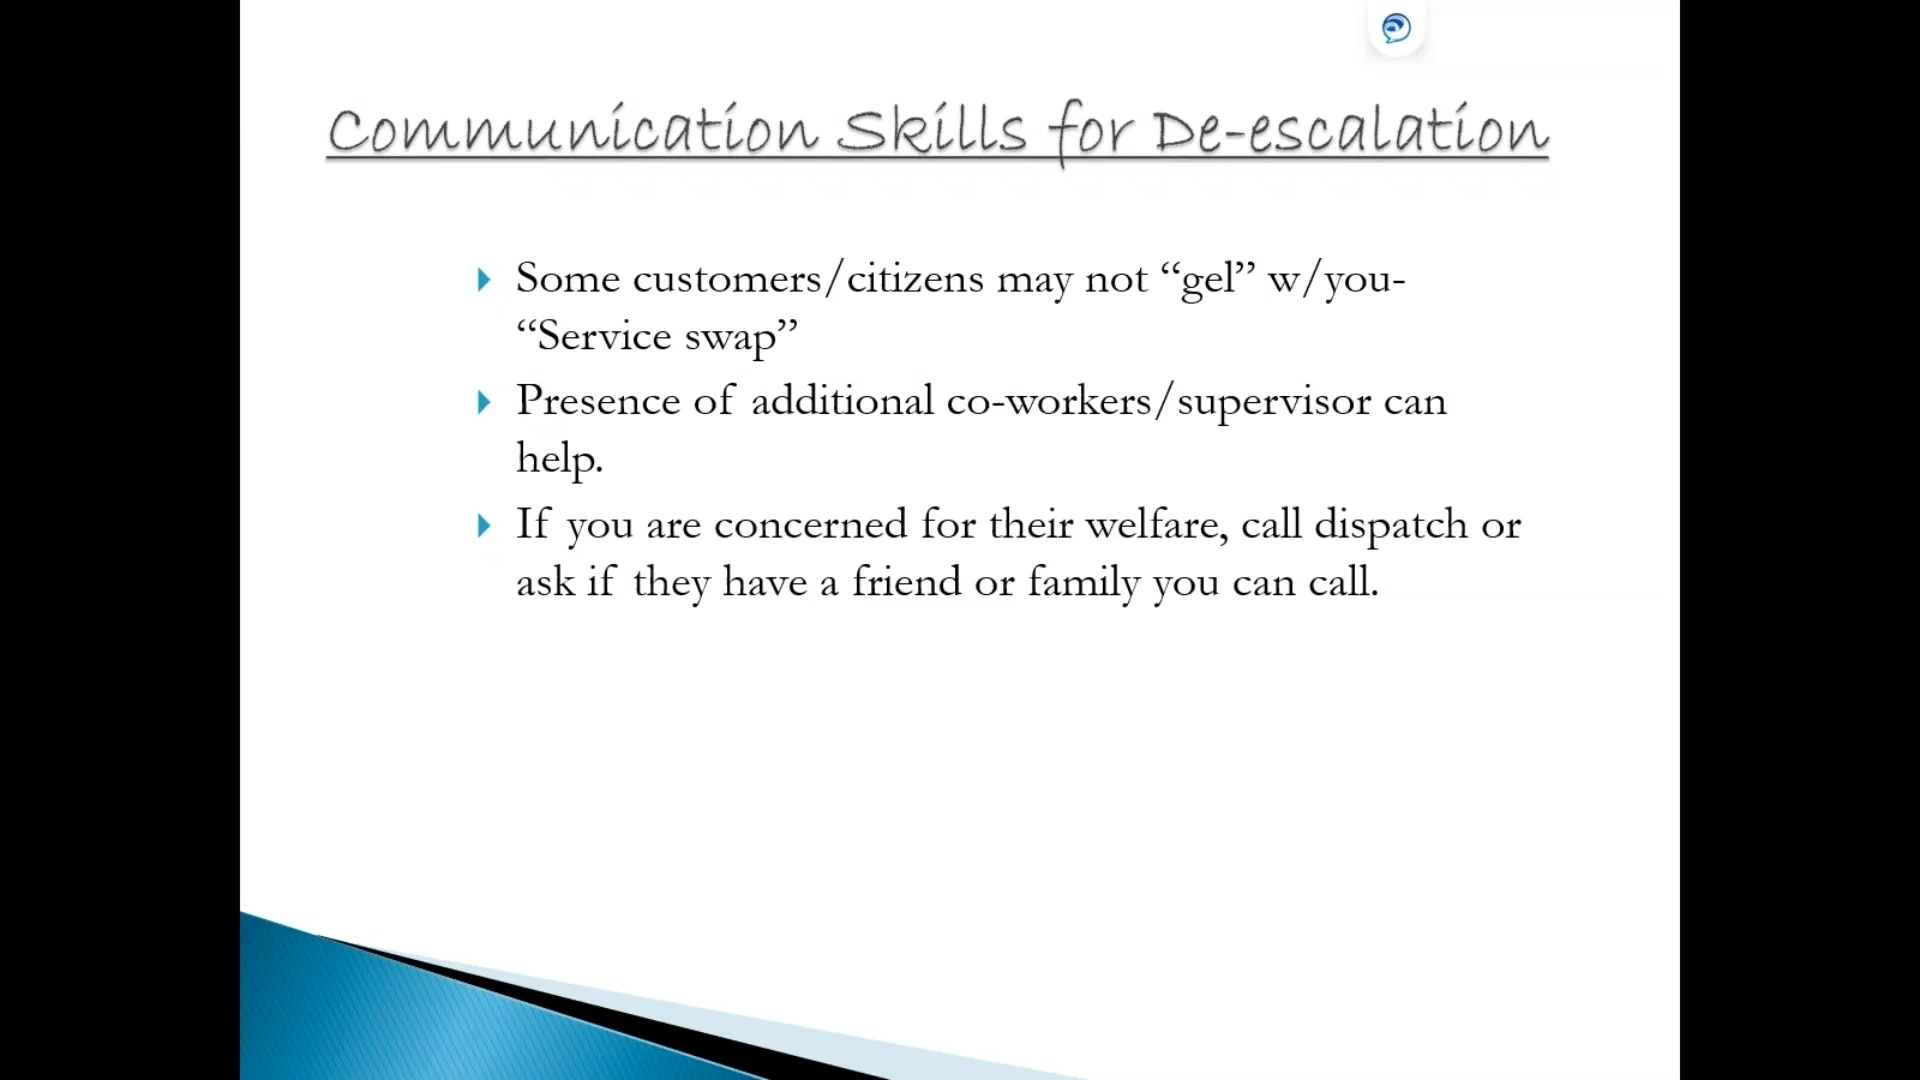 Communication Skills for De-escalation
Some customers/citizens may not “gel” w/you-
“Service swap”
Presence of additional co-workers/supervisor can
help.
If you are concerned for their welfare, call dispatch or
ask if they have a friend or family you can call.